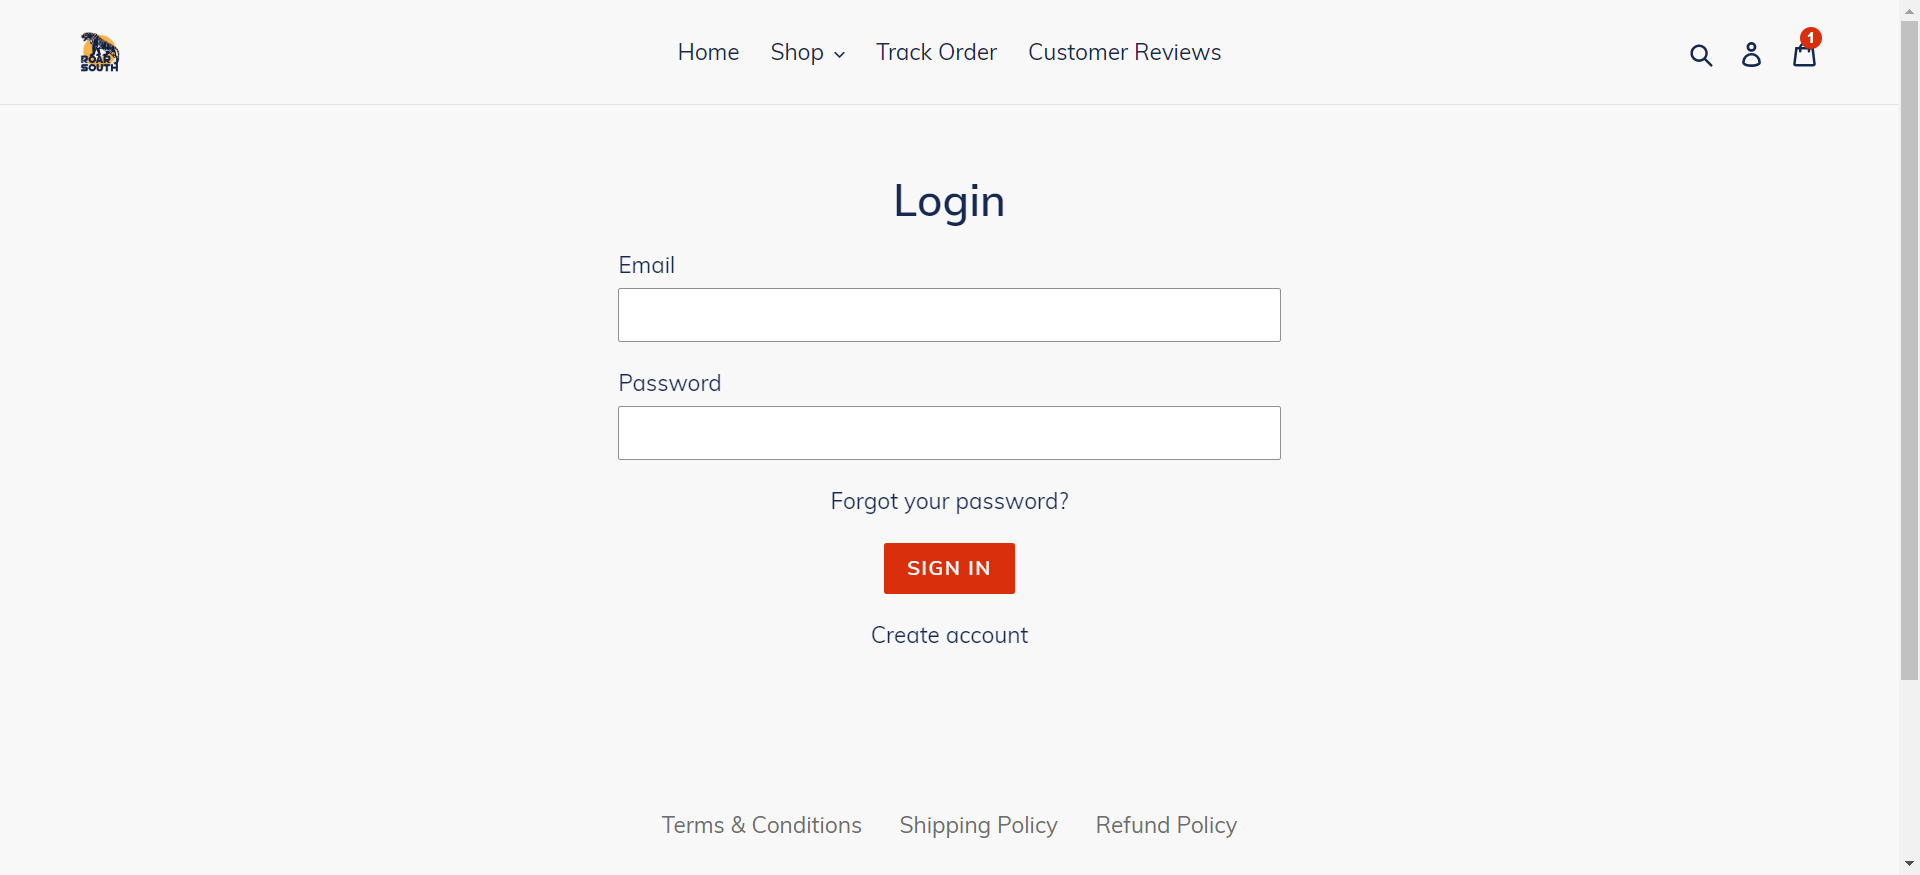 ROAR
SOUTH
Home Shop Track Order Customer Reviews
1
Login
Email
Password
Forgot your password?
SIGN IN
Create account
Terms & Conditions Shipping Policy Refund Policy